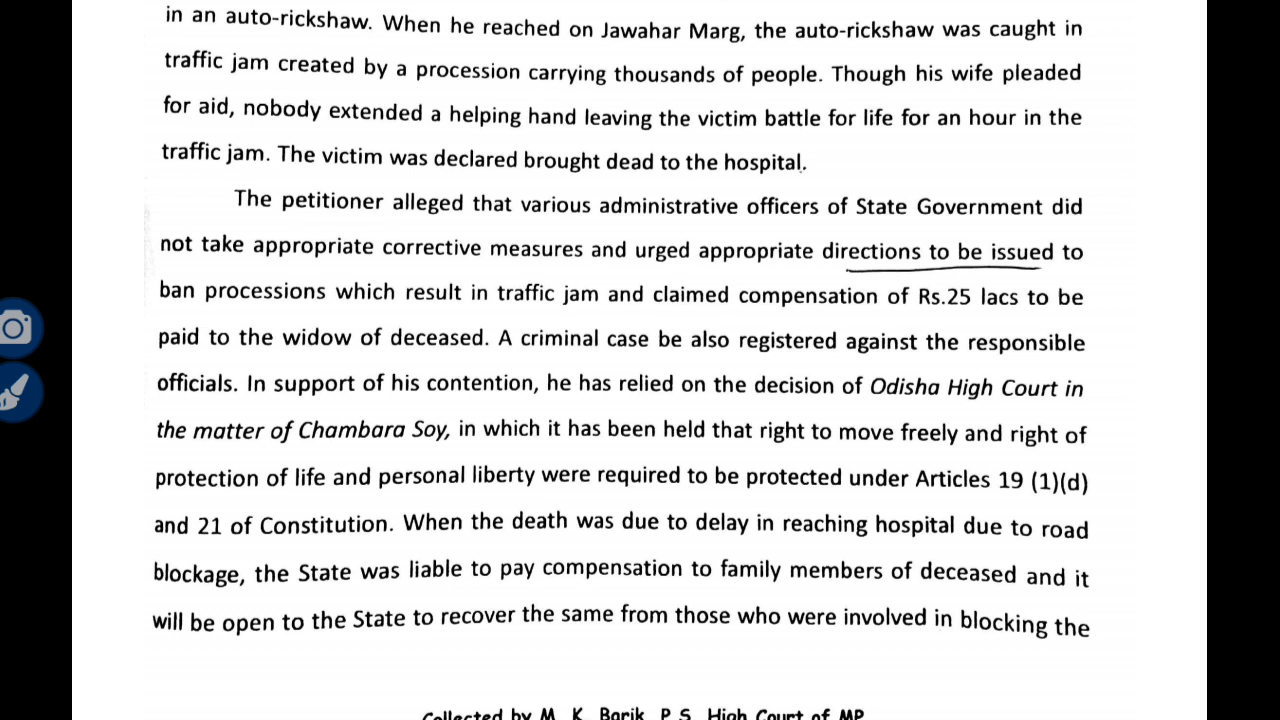 in an auto-rickshaw. When he reached on Jawahar Marg, the auto-rickshaw was caught in
traffic jam created by a procession carrying thousands of people. Though his wife pleaded
for aid, nobody extended a helping hand leaving the victim battle for life for an hour in the
traffic jam. The victim was declared brought dead to the hospital.
The petitioner alleged that various administrative officers of State Government did
not take appropriate corrective measures and urged appropriate directions to be issued to
ban processions which result in traffic jam and claimed compensation of Rs.25 lacs to be
paid to the widow of deceased. A criminal case be also registered against the responsible
officials. In support of his contention, he has relied on the decision of Odisha High Court in
the matter of Chambara Soy, in which it has been held that right to move freely and right of
protection of life and personal liberty were required to be protected under Articles 19 (1)(d)
and 21 of Constitution. When the death was due to delay in reaching hospital due to road
blockage, the State was liable to pay compensation to family members of deceased and it
will be open to the State to recover the same from those who were involved in blocking the
Collected by M. K. Barik, P.S. High Court of MP